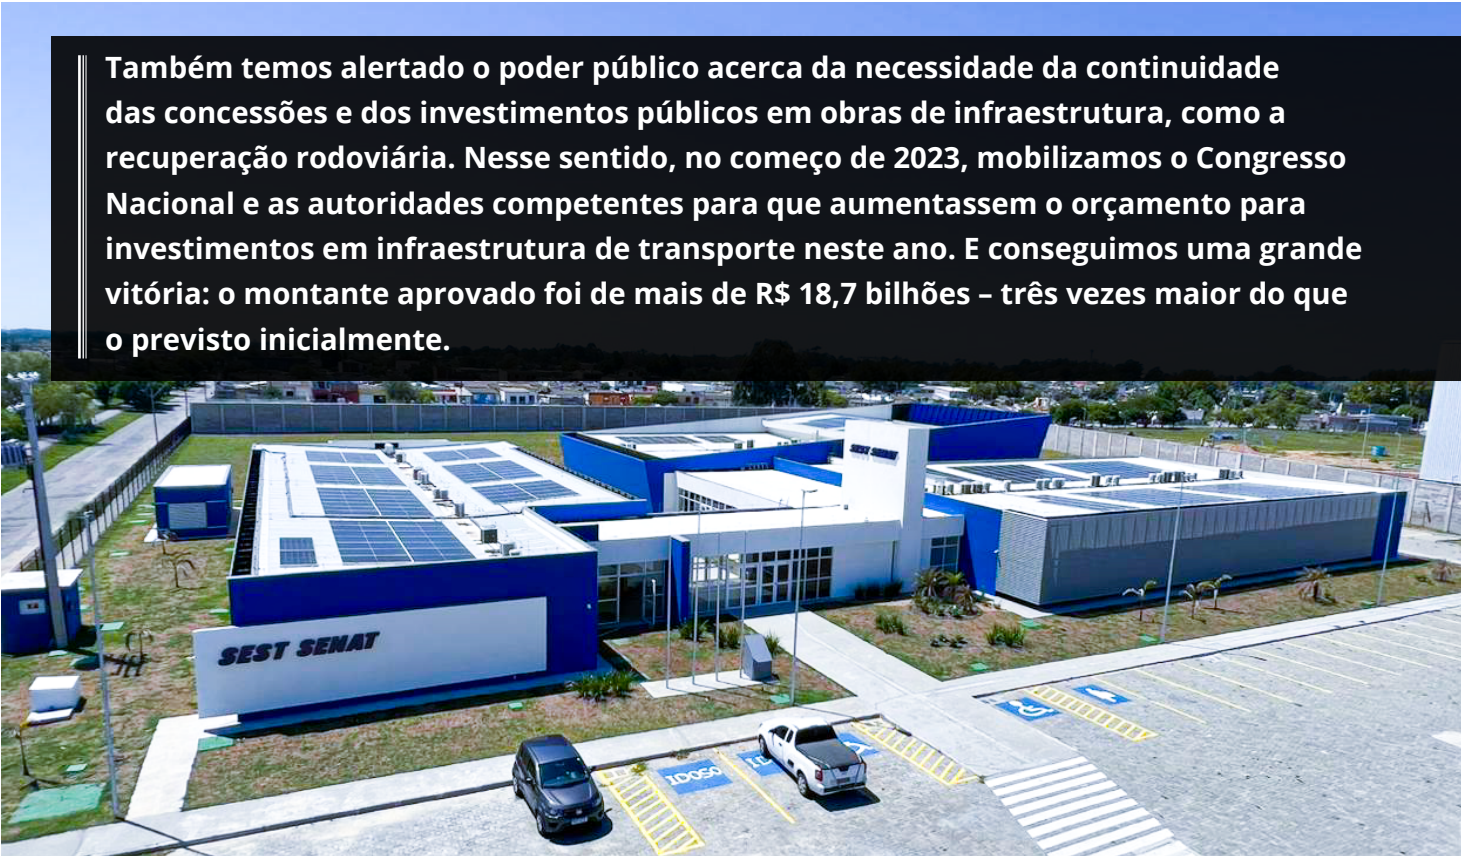 Também temos alertado o poder público acerca da necessidade da continuidade
das concessões e dos investimentos públicos em obras de infraestrutura, como a
recuperação rodoviária. Nesse sentido, no começo de 2023, mobilizamos o Congresso
Nacional e as autoridades competentes para que aumentassem o orçamento para
investimentos em infraestrutura de transporte neste ano. E conseguimos uma grande
vitória: o montante aprovado foi de mais de R$ 18,7 bilhões – três vezes maior do que
o previsto inicialmente.
SEST SENAT
SEST SENAT
IDOSO